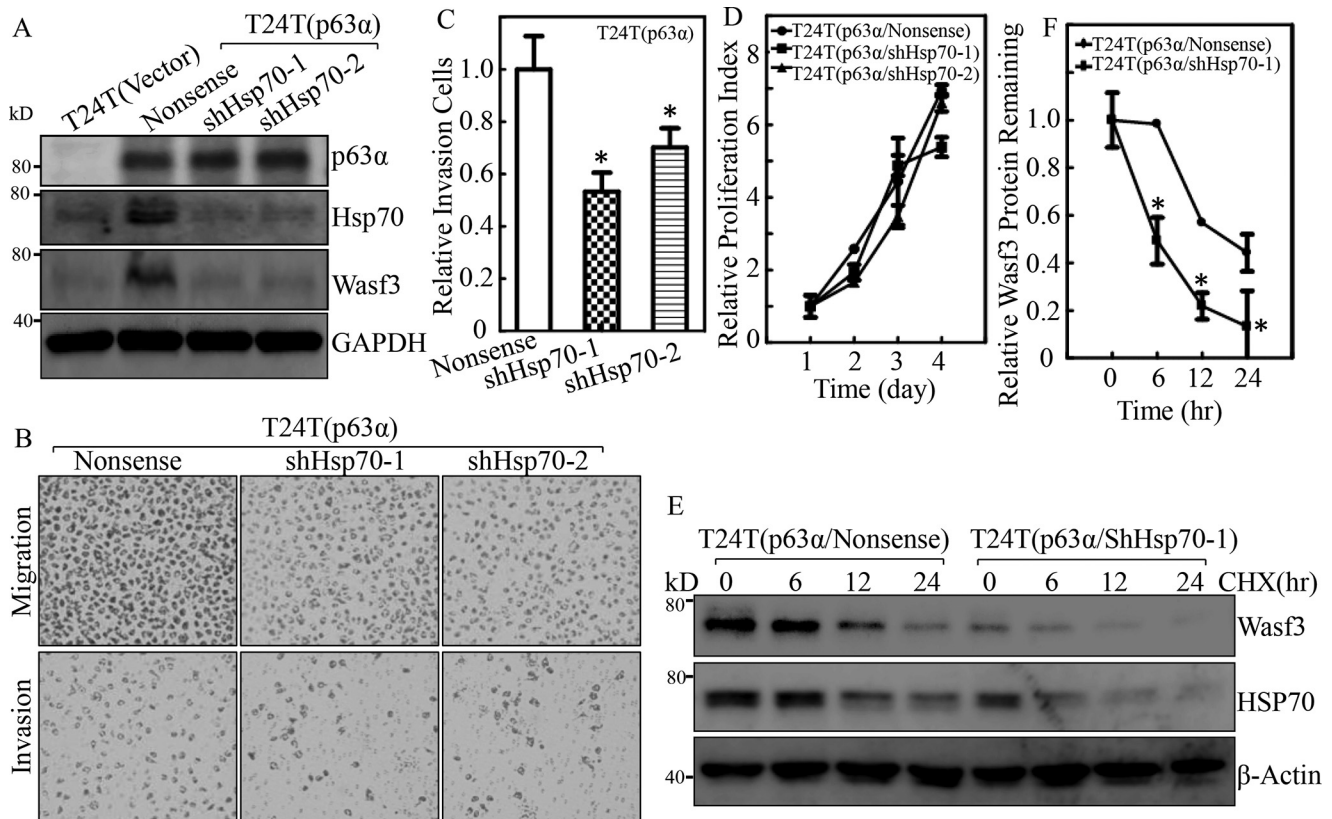 A
T24T(p63α)
T24T(Vector)
Nonsense
shHsp70-1
shHsp70-2
kD
80
p63α
80
Hsp70
80
Wasf3
40
GAPDH
B
T24T(p63α)
Nonsense
shHsp70-1
shHsp70-2
Migration
Invasion
C
T24T(p63α)
Relative Invasion Cells
1.0
0.8
0.6
0.4
0.2
0
*
*
Nonsense
shHsp70-1
shHsp70-2
D
T24T(p63α/Nonsense)
T24T(p63α/shHsp70-1)
T24T(p63α/shHsp70-2)
Relative Proliferation Index
8
6
4
2
0
1 2 3 4
Time (day)
F
T24T(p63α/Nonsense)
T24T(p63α/shHsp70-1)
Relative Wasf3 Protein Remaining
1.0
0.8
0.6
0.4
0.2
0
*
*
*
0 6 12 24
Time (hr)
E
T24T(p63α/Nonsense) T24T(p63α/ShHsp70-1)
kD 0 6 12 24 0 6 12 24 CHX(hr)
80
Wasf3
80
HSP70
40
β-Actin